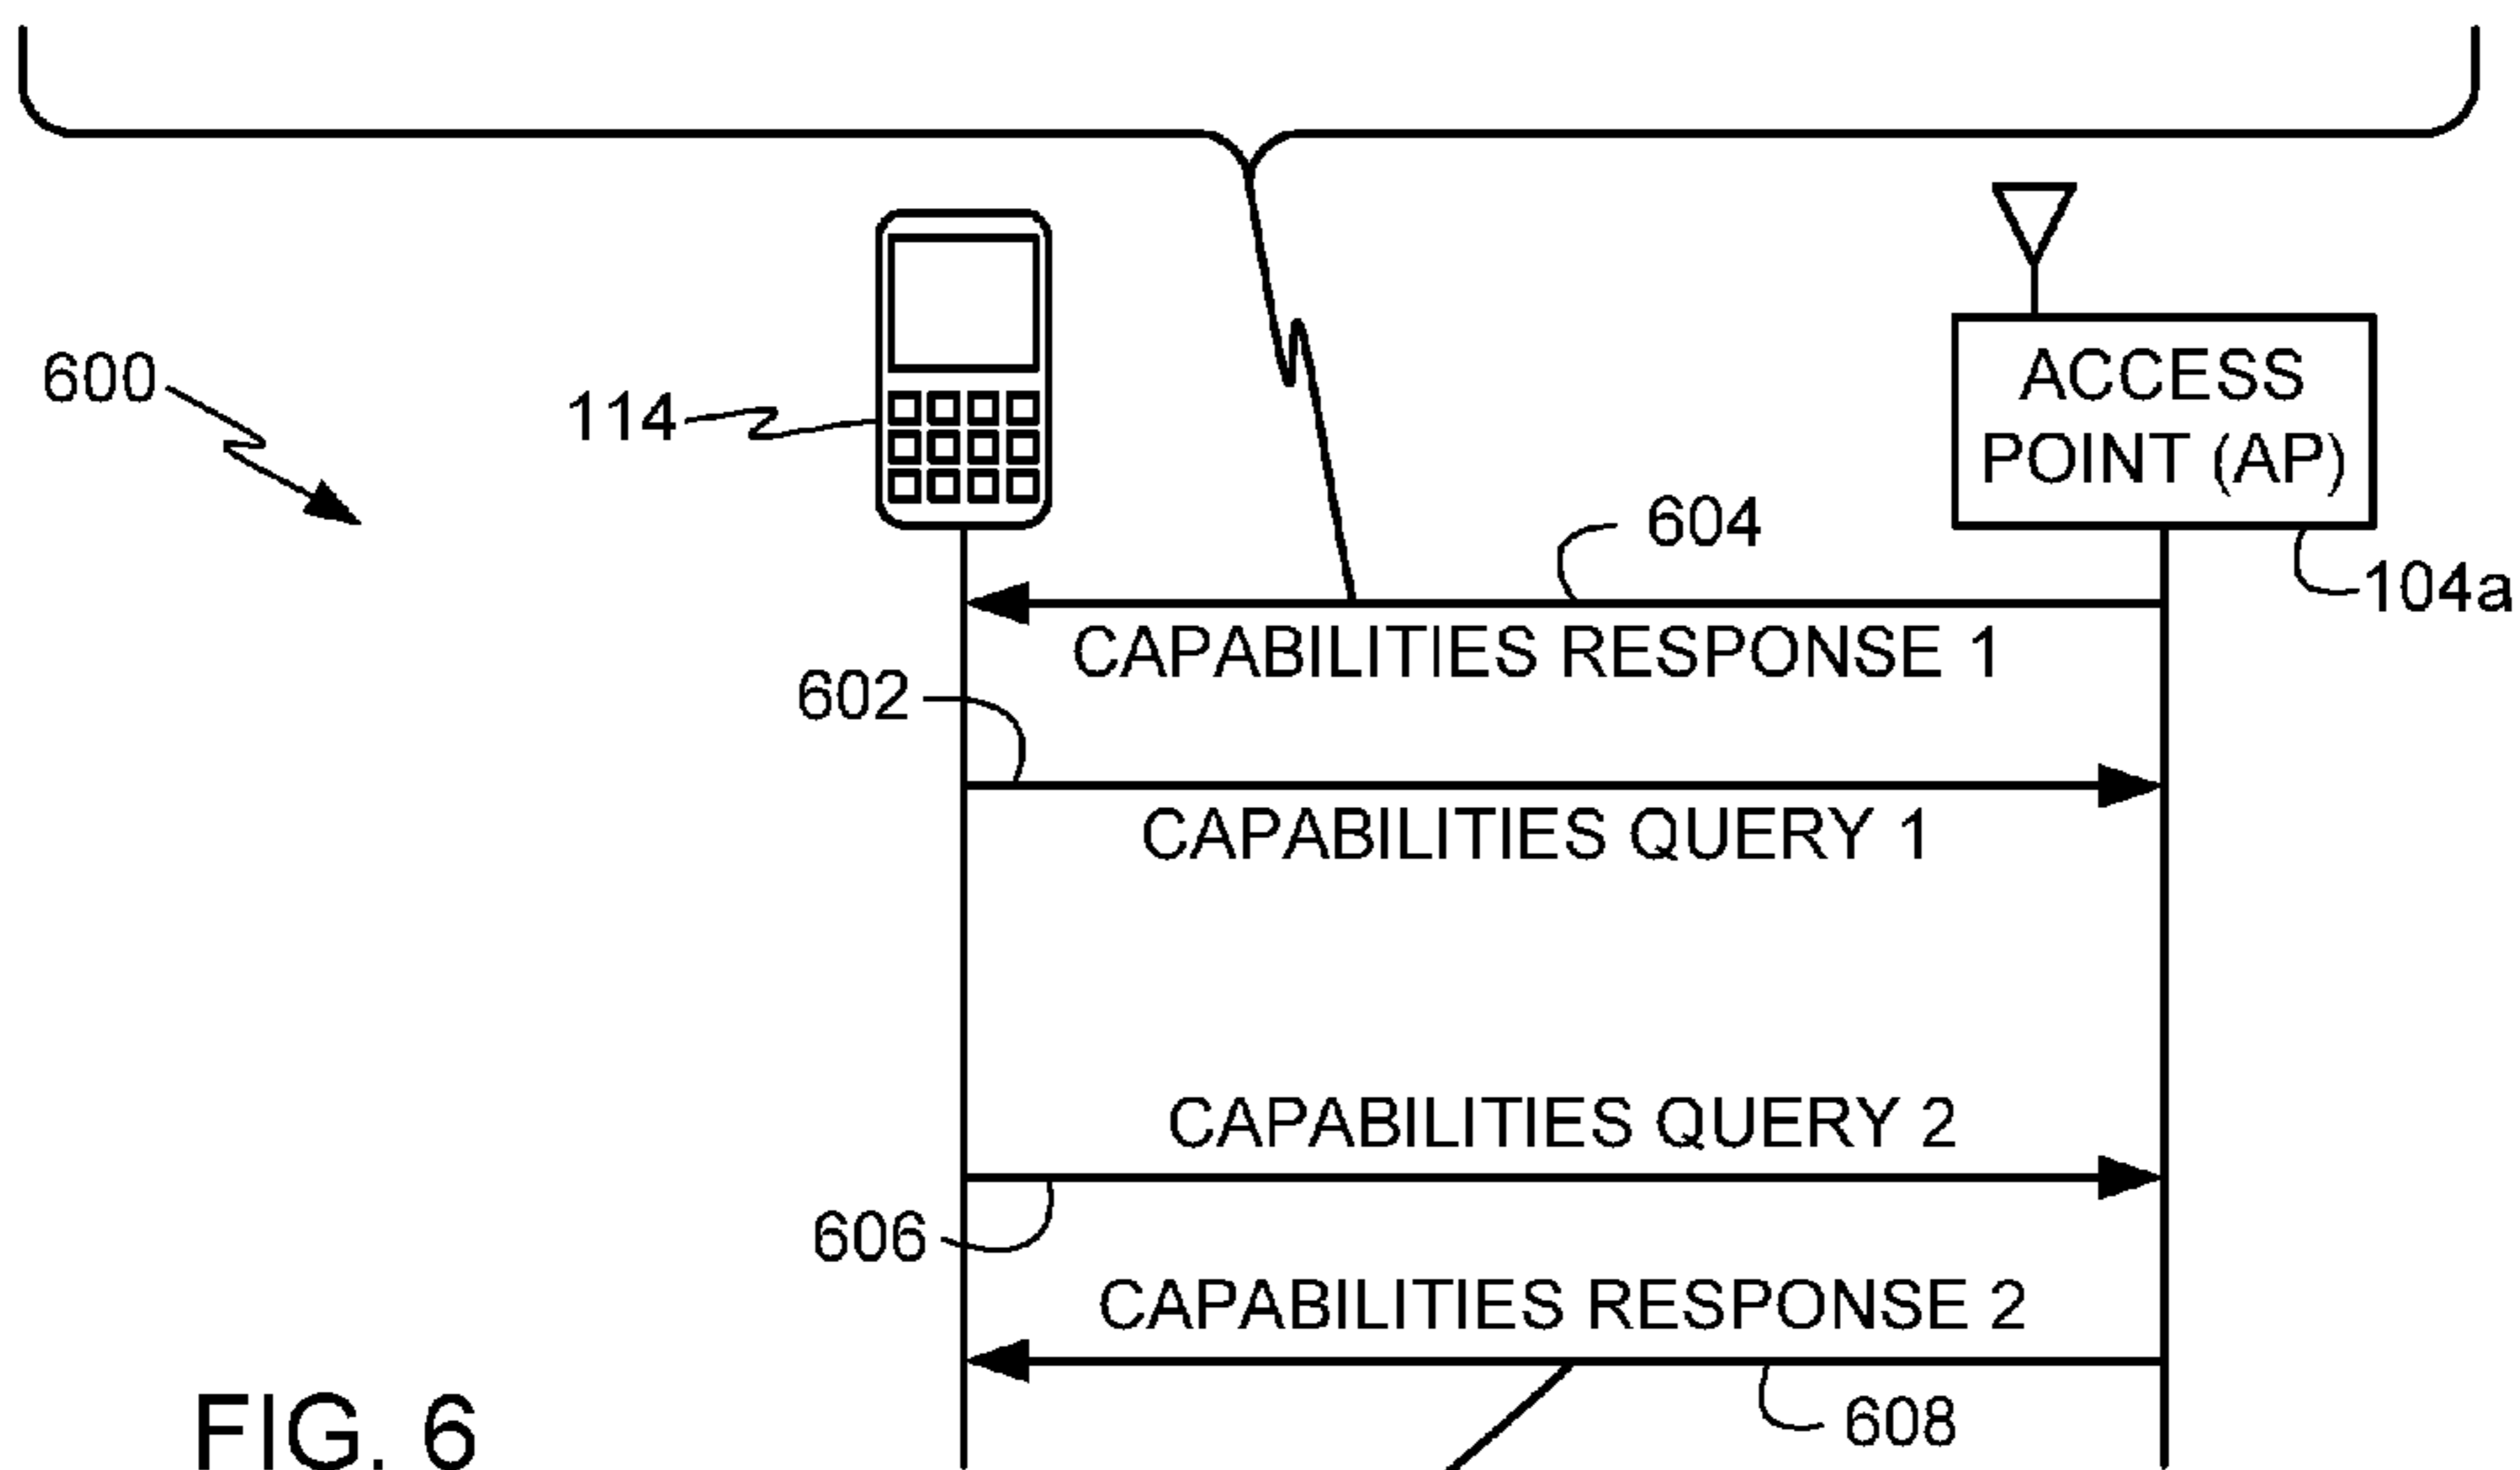 600
114
ACCESS
POINT (AP)
604
104a
CAPABILITIES RESPONSE 1
602
CAPABILITIES QUERY 1
CAPABILITIES QUERY 2
606
CAPABILITIES RESPONSE 2
608
FIG. 6